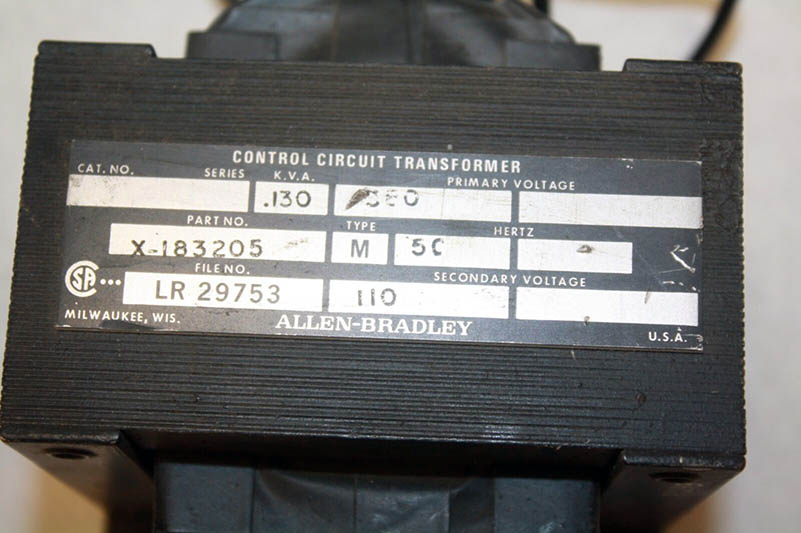 CONTROL CIRCUIT TRANSFORMER
CAT. NO. SERIES K.V.A. PRIMARY VOLTAGE
.130
PART NO. TYPE HERTZ
X-183205 M 50
FILE NO. SECONDARY VOLTAGE
SA LR 29753 110
MILWAUKEE, WIS. ALLEN-BRADLEY U.S.A.